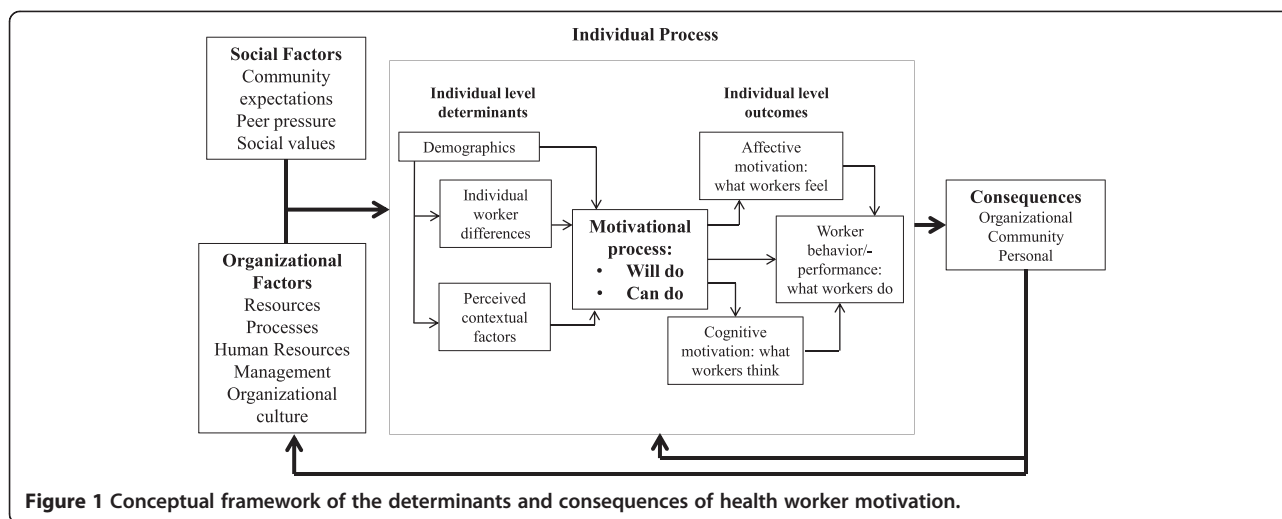 Individual Process
Social Factors
Community
expectations
Peer pressure
Social values
Organizational
Factors
Resources
Processes
Human Resources
Management
Organizational
culture
Individual level
determinants
Demographics
Individual
worker
differences
Perceived
contextual
factors
Motivational
process:
• Will do
• Can do
Individual level
outcomes
Affective
motivation:
what workers feel
Worker
behavior/-
performance:
what workers do
Cognitive
motivation: what
workers think
Consequences
Organizational
Community
Personal
Figure 1 Conceptual framework of the determinants and consequences of health worker motivation.